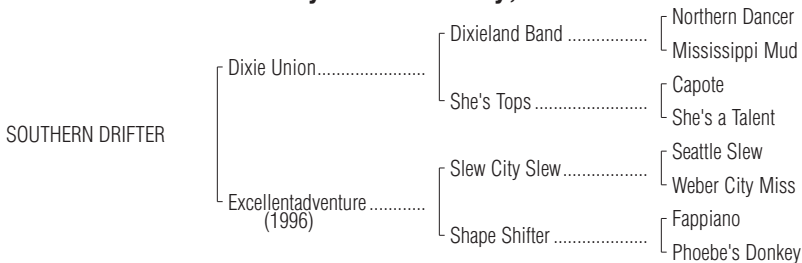 Northern Dancer
Dixieland Band ..................
Mississippi Mud
Dixie Union.......................
Capote
She's Tops ........................
She's a Talent
SOUTHERN DRIFTER
Seattle Slew
Slew City Slew..................
Weber City Miss
Excellentadventure ............
(1996)
Fappiano
Shape Shifter ....................
Phoebe's Donkey